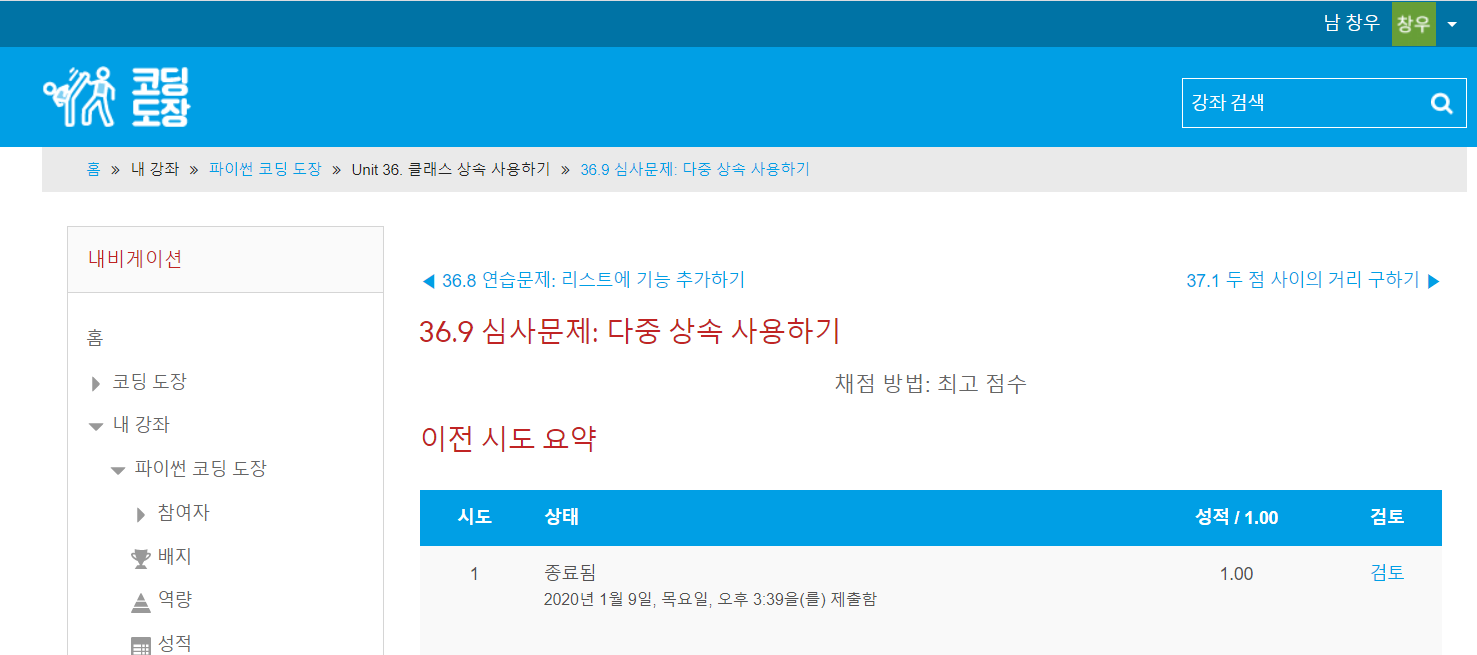 남 창우 창우
코딩
도장
강좌 검색
홈 » 내 강좌 » 파이썬 코딩 도장 » Unit 36. 클래스 상속 사용하기 » 36.9 심사문제: 다중 상속 사용하기
내비게이션
홈
코딩 도장
내 강좌
파이썬 코딩 도장
참여자
배지
역량
성적
◀ 36.8 연습문제: 리스트에 기능 추가하기
37.1 두 점 사이의 거리 구하기 ▶
36.9 심사문제: 다중 상속 사용하기
채점 방법: 최고 점수
이전 시도 요약
시도 상태 성적 / 1.00 검토
1 종료됨 1.00 검토
2020년 1월 9일, 목요일, 오후 3:39을(를) 제출함